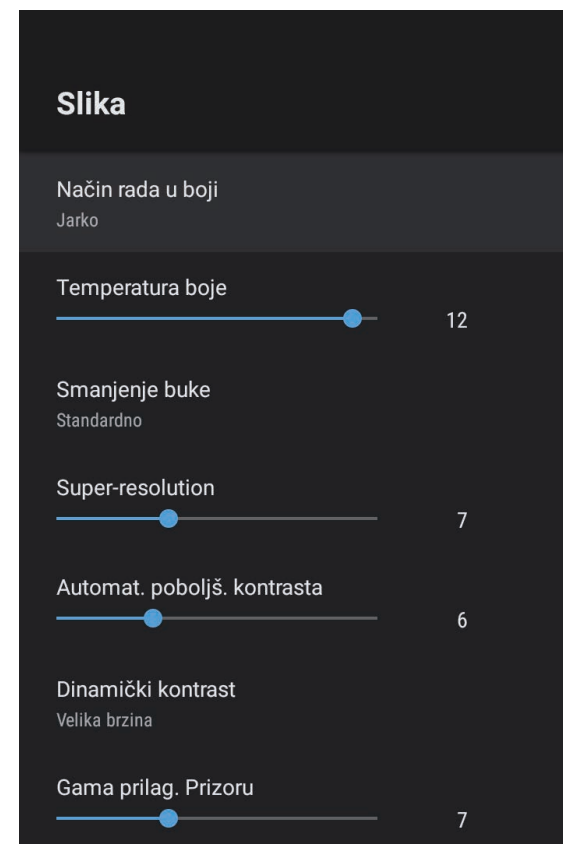 Slika
Način rada u boji
Jarko
Temperatura boje
12
Smanjenje buke
Standardno
Super-resolution
7
Automat. poboljš. kontrasta
6
Dinamički kontrast
Velika brzina
Gama prilag. Prizoru
7